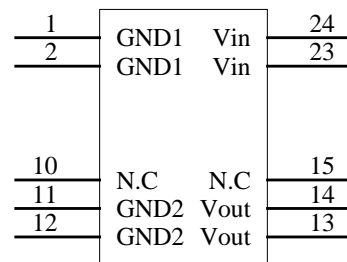 1 GND1 Vin 24
2 GND1 Vin 23
10 N.C N.C 15
11 GND2 Vout 14
12 GND2 Vout 13